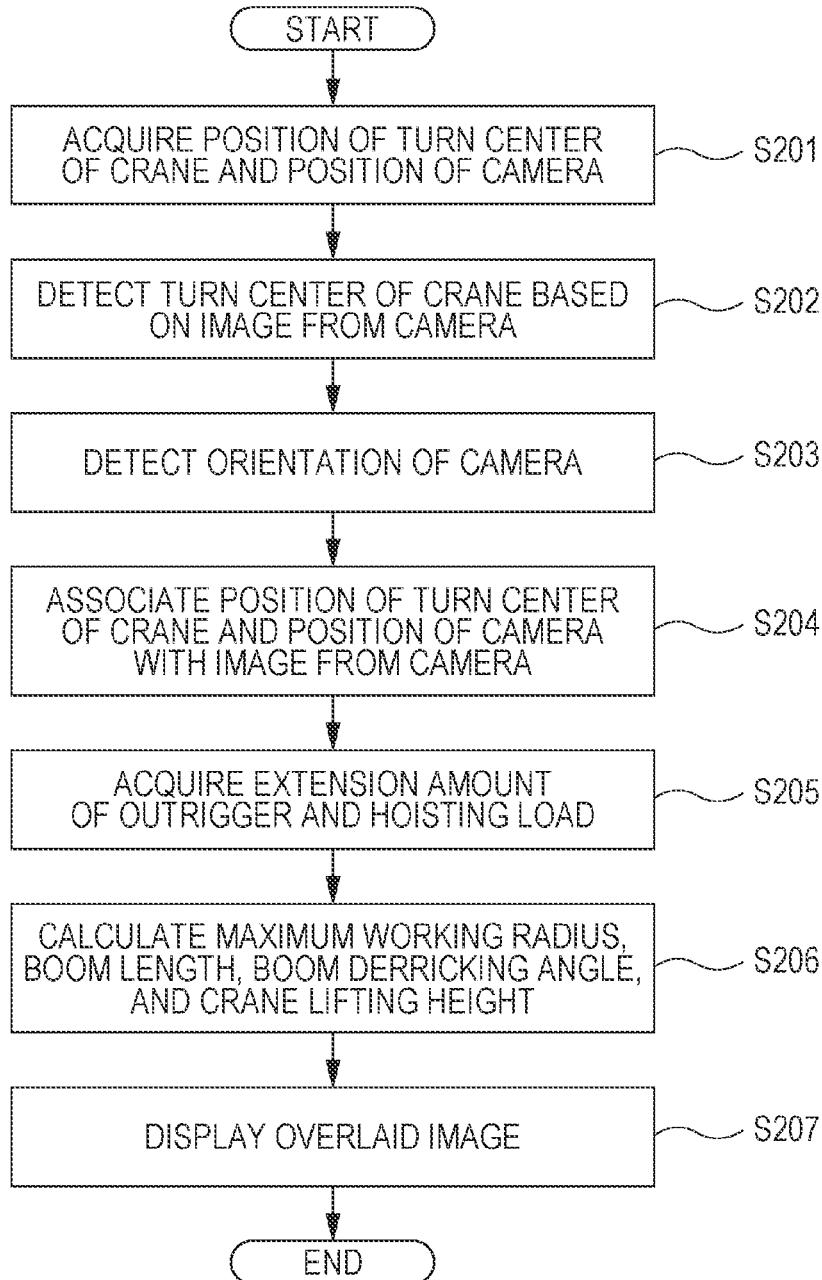 START
ACQUIRE POSITION OF TURN CENTER
OF CRANE AND POSITION OF CAMERA
S201
DETECT TURN CENTER OF CRANE BASED
ON IMAGE FROM CAMERA
S202
DETECT ORIENTATION OF CAMERA
S203
ASSOCIATE POSITION OF TURN CENTER
OF CRANE AND POSITION OF CAMERA
WITH IMAGE FROM CAMERA
S204
ACQUIRE EXTENSION AMOUNT
OF OUTRIGGER AND HOISTING LOAD
S205
CALCULATE MAXIMUM WORKING RADIUS,
BOOM LENGTH, BOOM DERRICKING ANGLE,
AND CRANE LIFTING HEIGHT
S206
DISPLAY OVERLAID IMAGE
S207
END